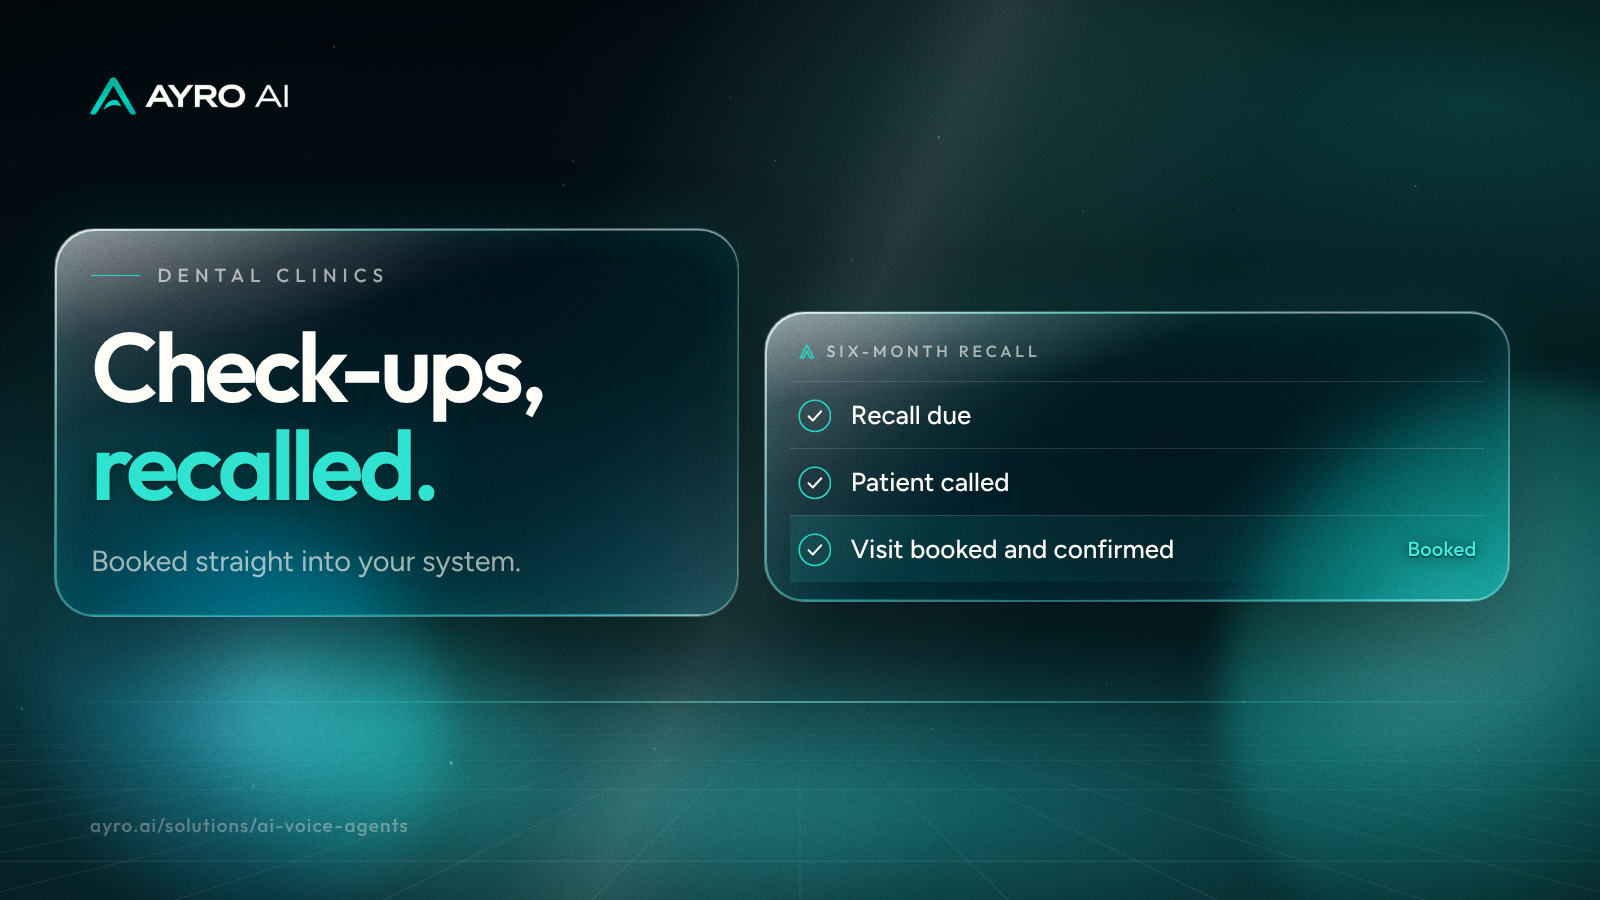 AYRO AI
DENTAL CLINICS
Check-ups,
recalled.
Booked straight into your system.
SIX-MONTH RECALL
Recall due
Patient called
Visit booked and confirmed
Booked
ayro.ai/solutions/ai-voice-agents